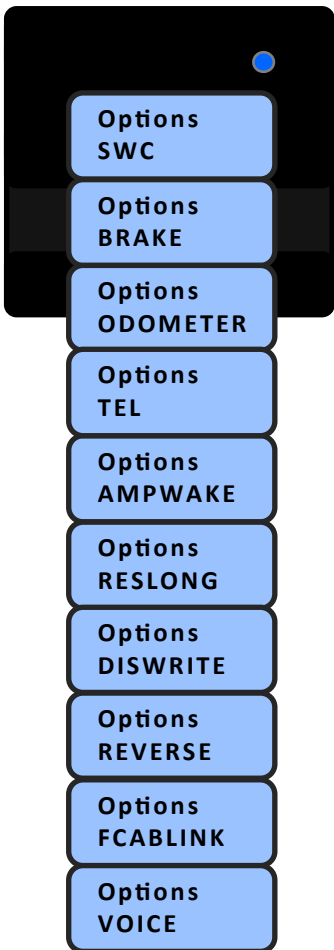 Options
SWC
Options
BRAKE
Options
ODOMETER
Options
TEL
Options
AMPWAKE
Options
RESLONG
Options
DISWRITE
Options
REVERSE
Options
FCABLINK
Options
VOICE